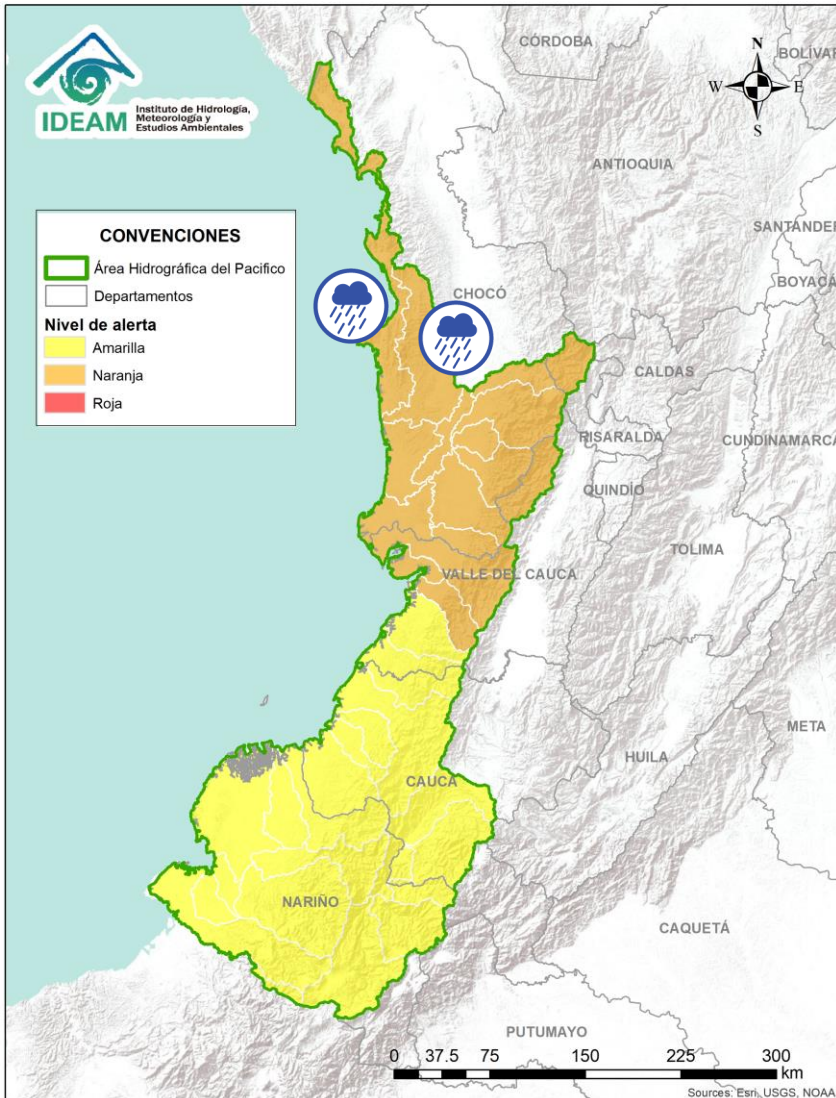 IDEAM
Instituto de Hidrología,
Meteorología y
Estudios Ambientales
CÓRDOBA
BOLÍVAR
N
W
E
S
ANTIOQUIA
SANTANDER
BOYACÁ
CONVENCIONES
Área Hidrográfica del Pacifico
Departamentos
Nivel de alerta
Amarilla
Naranja
Roja
CHOCÓ
CALDAS
RISARALDA
CUNDINAMARCA
QUINDÍO
TOLIMA
VALLE DEL CAUCA
META
HUILA
CAUCA
NARIÑO
CAQUETÁ
PUTUMAYO
0 37.5 75 150 225 300
km
Sources: Esri, USGS, NOAA